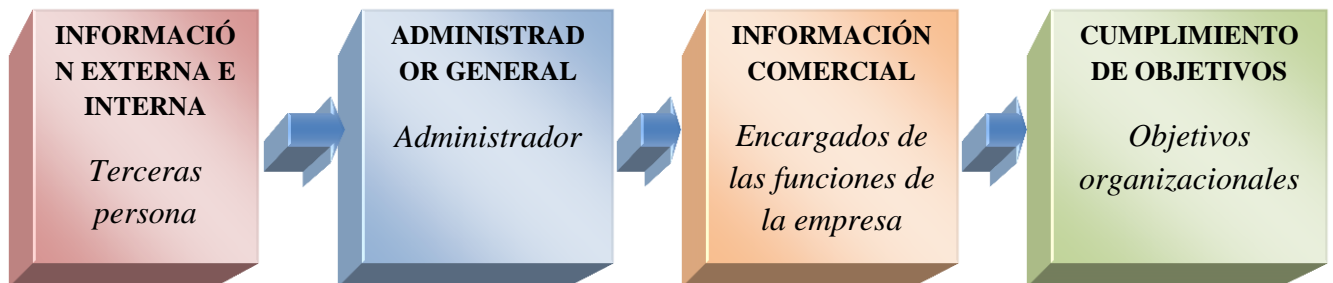 INFORMACIÓ
N EXTERNA E
INTERNA
Terceras
persona
ADMINISTRAD
OR GENERAL
Administrador
INFORMACIÓN
COMERCIAL
Encargados de
las funciones de
la empresa
CUMPLIMIENTO
DE OBJETIVOS
Objetivos
organizacionales